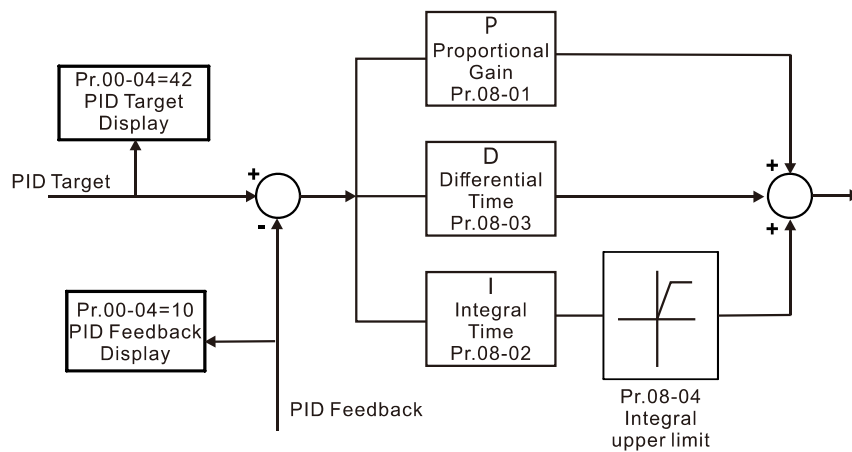 P
Proportional
Gain
Pr.08-01
Pr.00-04=42
PID Target
Display
PID Target
+
-
D
Differential
Time
Pr.08-03
+
+
Pr.00-04=10
PID Feedback
Display
I
Integral
Time
Pr.08-02
Pr.08-04
Integral
upper limit
PID Feedback